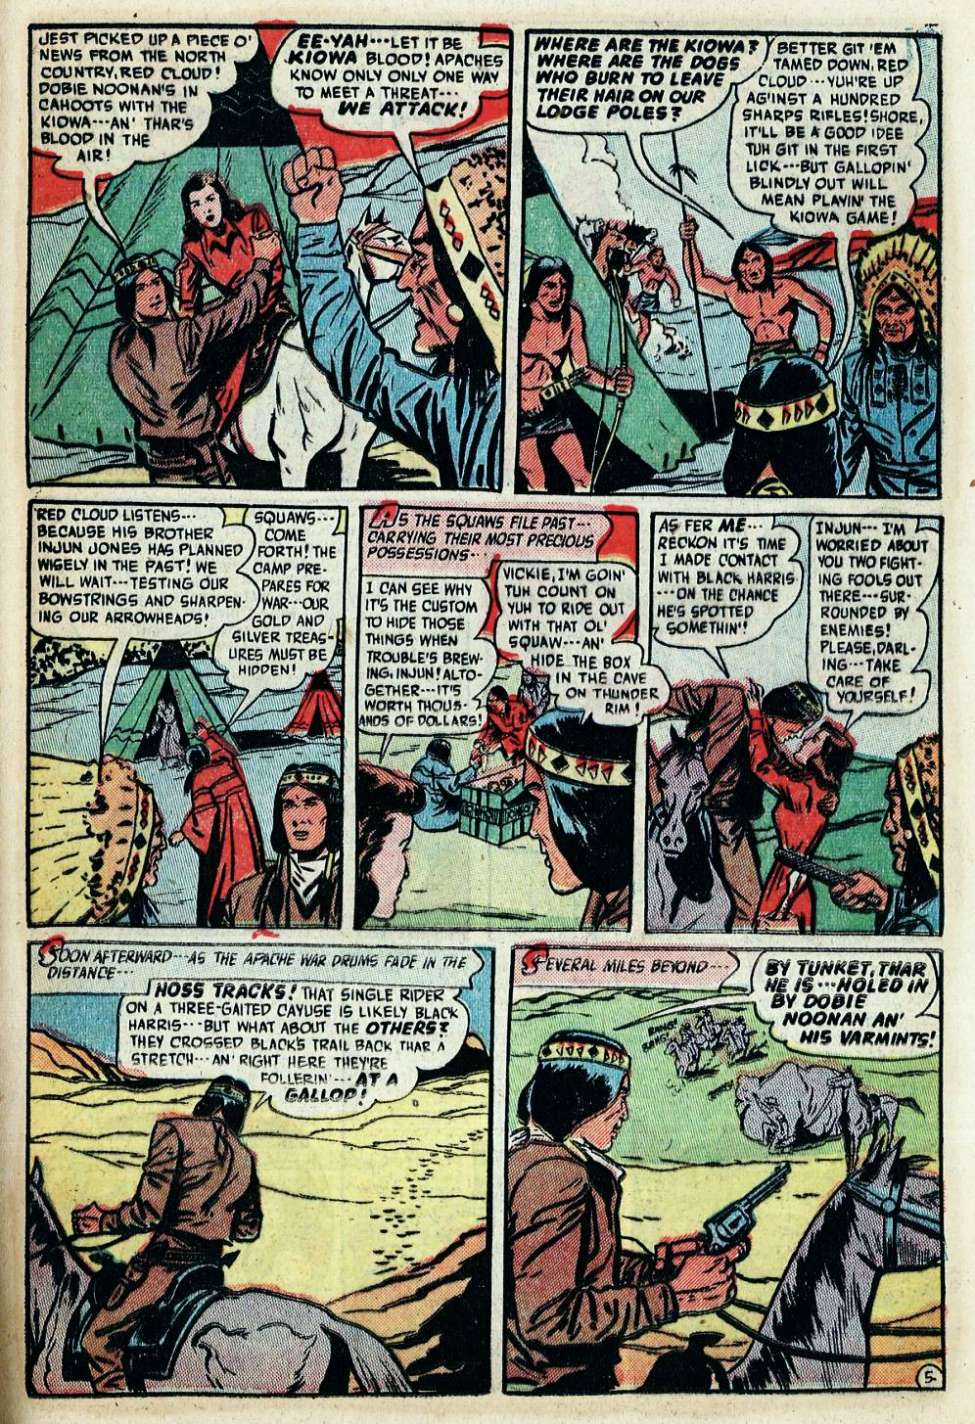 JEST PICKED UP A PIECE O'
NEWS FROM THE NORTH
COUNTRY, RED CLOUD!
DOBIE NOONAN'S IN
CAHOOTS WITH THE
KIOWA---AN' THAR'S
BLOOD IN THE
AIR!
EE-YAH---LET IT BE
KIOWA BLOOD! APACHES
KNOW ONLY ONLY ONE WAY
TO MEET A THREAT---
WE ATTACK!
WHERE ARE THE KIOWA?
WHERE ARE THE DOGS
WHO BURN TO LEAVE
THEIR HAIR ON OUR
LODGE POLES?
BETTER GIT 'EM
TAMED DOWN, RED
CLOUD---YUH'RE UP
AG'INST A HUNDRED
SHARPS RIFLES! SHORE,
IT'LL BE A GOOD IDEE
TUH GIT IN THE FIRST
LICK---BUT GALLOPIN'
BLINDLY OUT WILL
MEAN PLAYIN' THE
KIOWA GAME!
RED CLOUD LISTENS---
BECAUSE HIS BROTHER
INJUN JONES HAS PLANNED
WISELY IN THE PAST! WE
WILL WAIT---TESTING OUR
BOWSTRINGS AND SHARPEN-
ING OUR ARROWHEADS!
SQUAWS---
COME
FORTH! THE
CAMP PRE-
PARES FOR
WAR---OUR
GOLD AND
SILVER TREAS-
URES MUST BE
HIDDEN!
AS THE SQUAWS FILE PAST---
CARRYING THEIR MOST PRECIOUS
POSSESSIONS---
I CAN SEE WHY
IT'S THE CUSTOM
TO HIDE THOSE
THINGS WHEN
TROUBLE'S BREW-
ING, INJUN! ALTO-
GETHER---IT'S
WORTH THOUS-
ANDS OF DOLLARS!
VICKIE, I'M GOIN'
TUH COUNT ON
YUH TO RIDE OUT
WITH THAT OL'
SQUAW---AN'
HIDE THE BOX
IN THE CAVE
ON THUNDER
RIM!
AS FER ME---
RECKON IT'S TIME
I MADE CONTACT
WITH BLACK HARRIS
---ON THE CHANCE
HE'S SPOTTED
SOMETHIN'!
INJUN--- I'M
WORRIED ABOUT
YOU TWO FIGHT-
ING FOOLS OUT
THERE---SUR-
ROUNDED BY
ENEMIES!
PLEASE, DARL-
ING---TAKE
CARE OF
YOURSELF!
SOON AFTERWARD---AS THE APACHE WAR DRUMS FADE IN THE
DISTANCE---
HOSS TRACKS! THAT SINGLE RIDER
ON A THREE-GAITED CAYUSE IS LIKELY BLACK
HARRIS---BUT WHAT ABOUT THE OTHERS?
THEY CROSSED BLACK'S TRAIL BACK THAR A
STRETCH---AN' RIGHT HERE THEY'RE
FOLLERIN'---AT A
GALLOP!
SEVERAL MILES BEYOND---
BY TUNKET, THAR
HE IS---HOLED IN
BY DOBIE
NOONAN AN'
HIS VARMINTS!
BANG!
BANG!
5